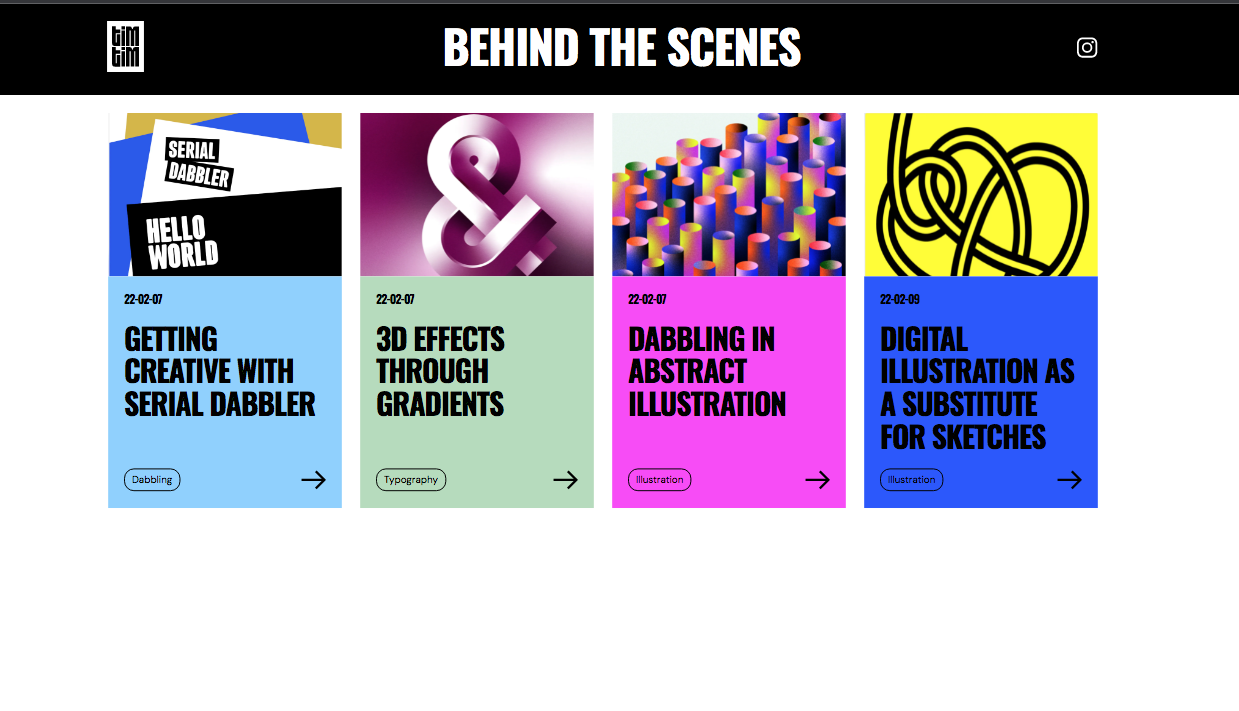 tim
tim
BEHIND THE SCENES
SERIAL
DABBLER
HELLO
WORLD
22-02-07
GETTING
CREATIVE WITH
SERIAL DABBLER
Dabbling
22-02-07
3D EFFECTS
THROUGH
GRADIENTS
Typography
22-02-07
DABBLING IN
ABSTRACT
ILLUSTRATION
Illustration
22-02-09
DIGITAL
ILLUSTRATION AS
A SUBSTITUTE
FOR SKETCHES
Illustration